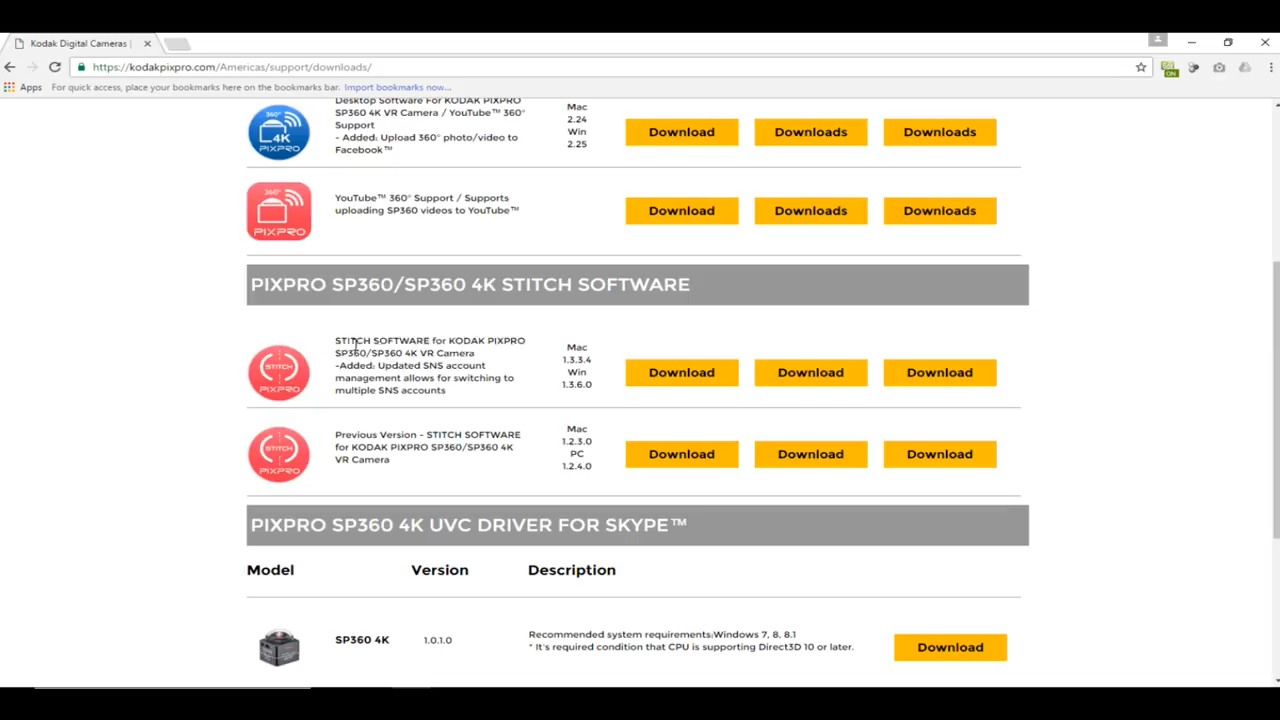 Kodak Digital Cameras |
https://kodakpixpro.com/Americas/support/downloads/
ON
Apps For quick access, place your bookmarks here on the bookmarks bar. Import bookmarks now...
360°
4K
PIXPRO
Desktop Software For KODAK PIXPRO
SP360 4K VR Camera / YouTube™ 360°
Support
- Added: Upload 360° photo/video to
Facebook™
Mac
2.24
Win
2.25
Download Downloads Downloads
360°
PIXPRO
YouTube™ 360° Support / Supports
uploading SP360 videos to YouTube™
Download Downloads Downloads
PIXPRO SP360/SP360 4K STITCH SOFTWARE
STITCH
PIXPRO
STITCH SOFTWARE for KODAK PIXPRO
SP360/SP360 4K VR Camera
-Added: Updated SNS account
management allows for switching to
multiple SNS accounts
Mac
1.3.3.4
Win
1.3.6.0
Download Download Download
STITCH
PIXPRO
Previous Version - STITCH SOFTWARE
for KODAK PIXPRO SP360/SP360 4K
VR Camera
Mac
1.2.3.0
PC
1.2.4.0
Download Download Download
PIXPRO SP360 4K UVC DRIVER FOR SKYPE™
Model Version Description
SP360 4K 1.0.1.0
Recommended system requirements:Windows 7, 8, 8.1
* It's required condition that CPU is supporting Direct3D 10 or later.
Download